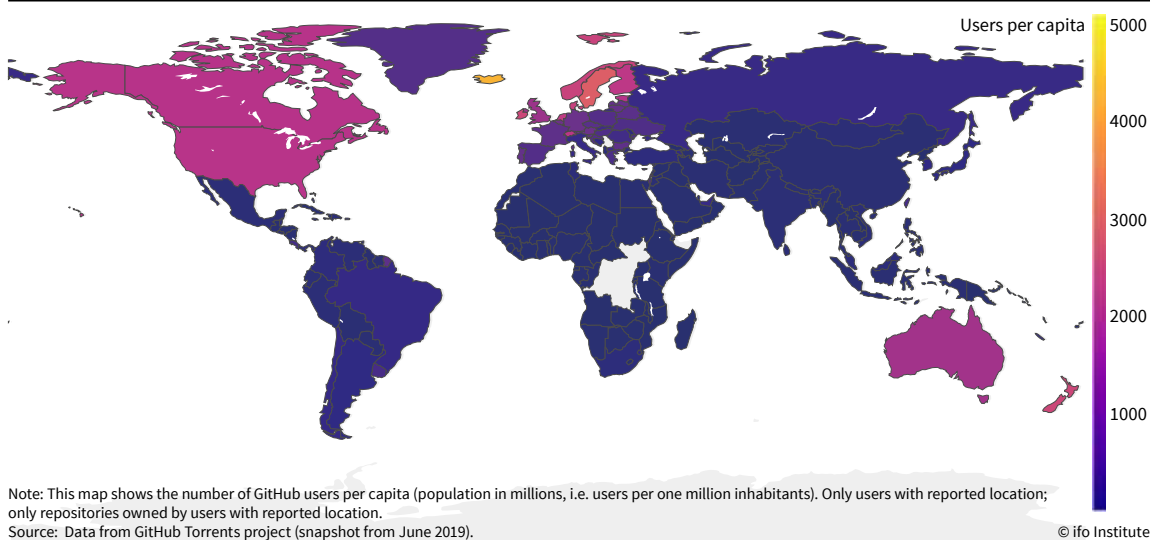 Users per capita
5000
4000
3000
2000
1000
Note: This map shows the number of GitHub users per capita (population in millions, i.e. users per one million inhabitants). Only users with reported location;
only repositories owned by users with reported location.
Source: Data from GitHub Torrents project (snapshot from June 2019).
© ifo Institute